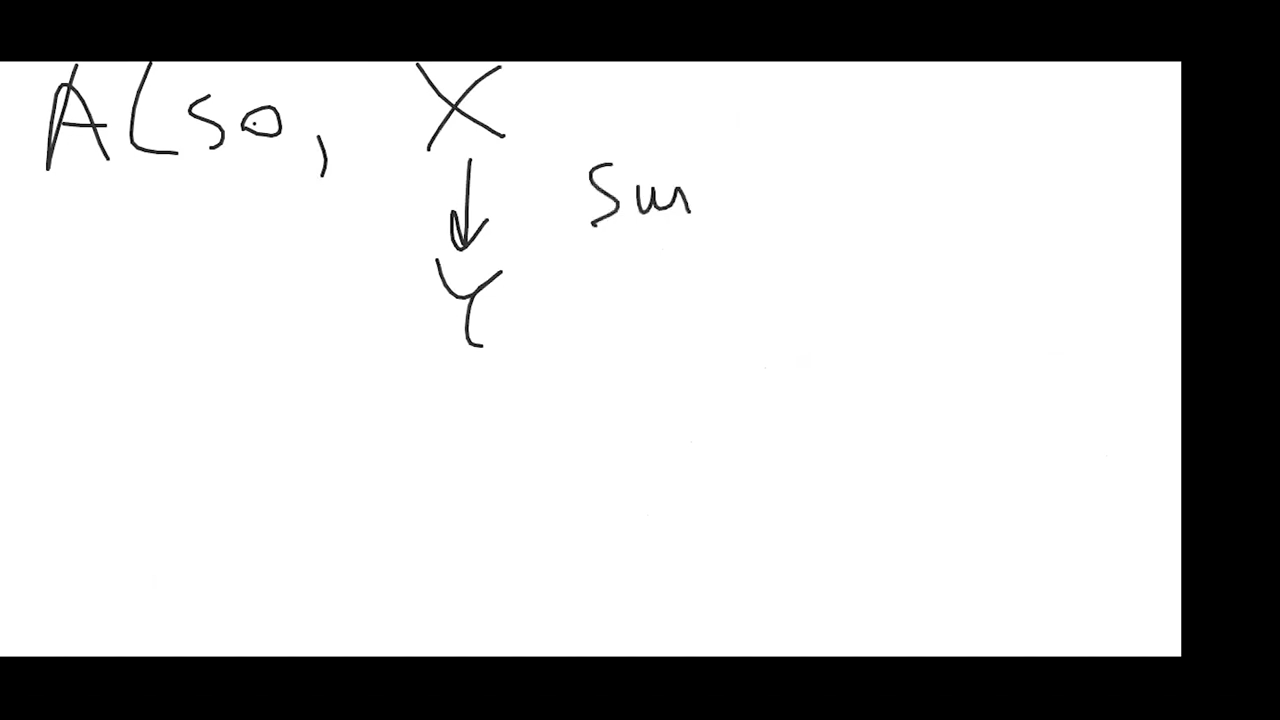 Also, X
↓ Sur
Y